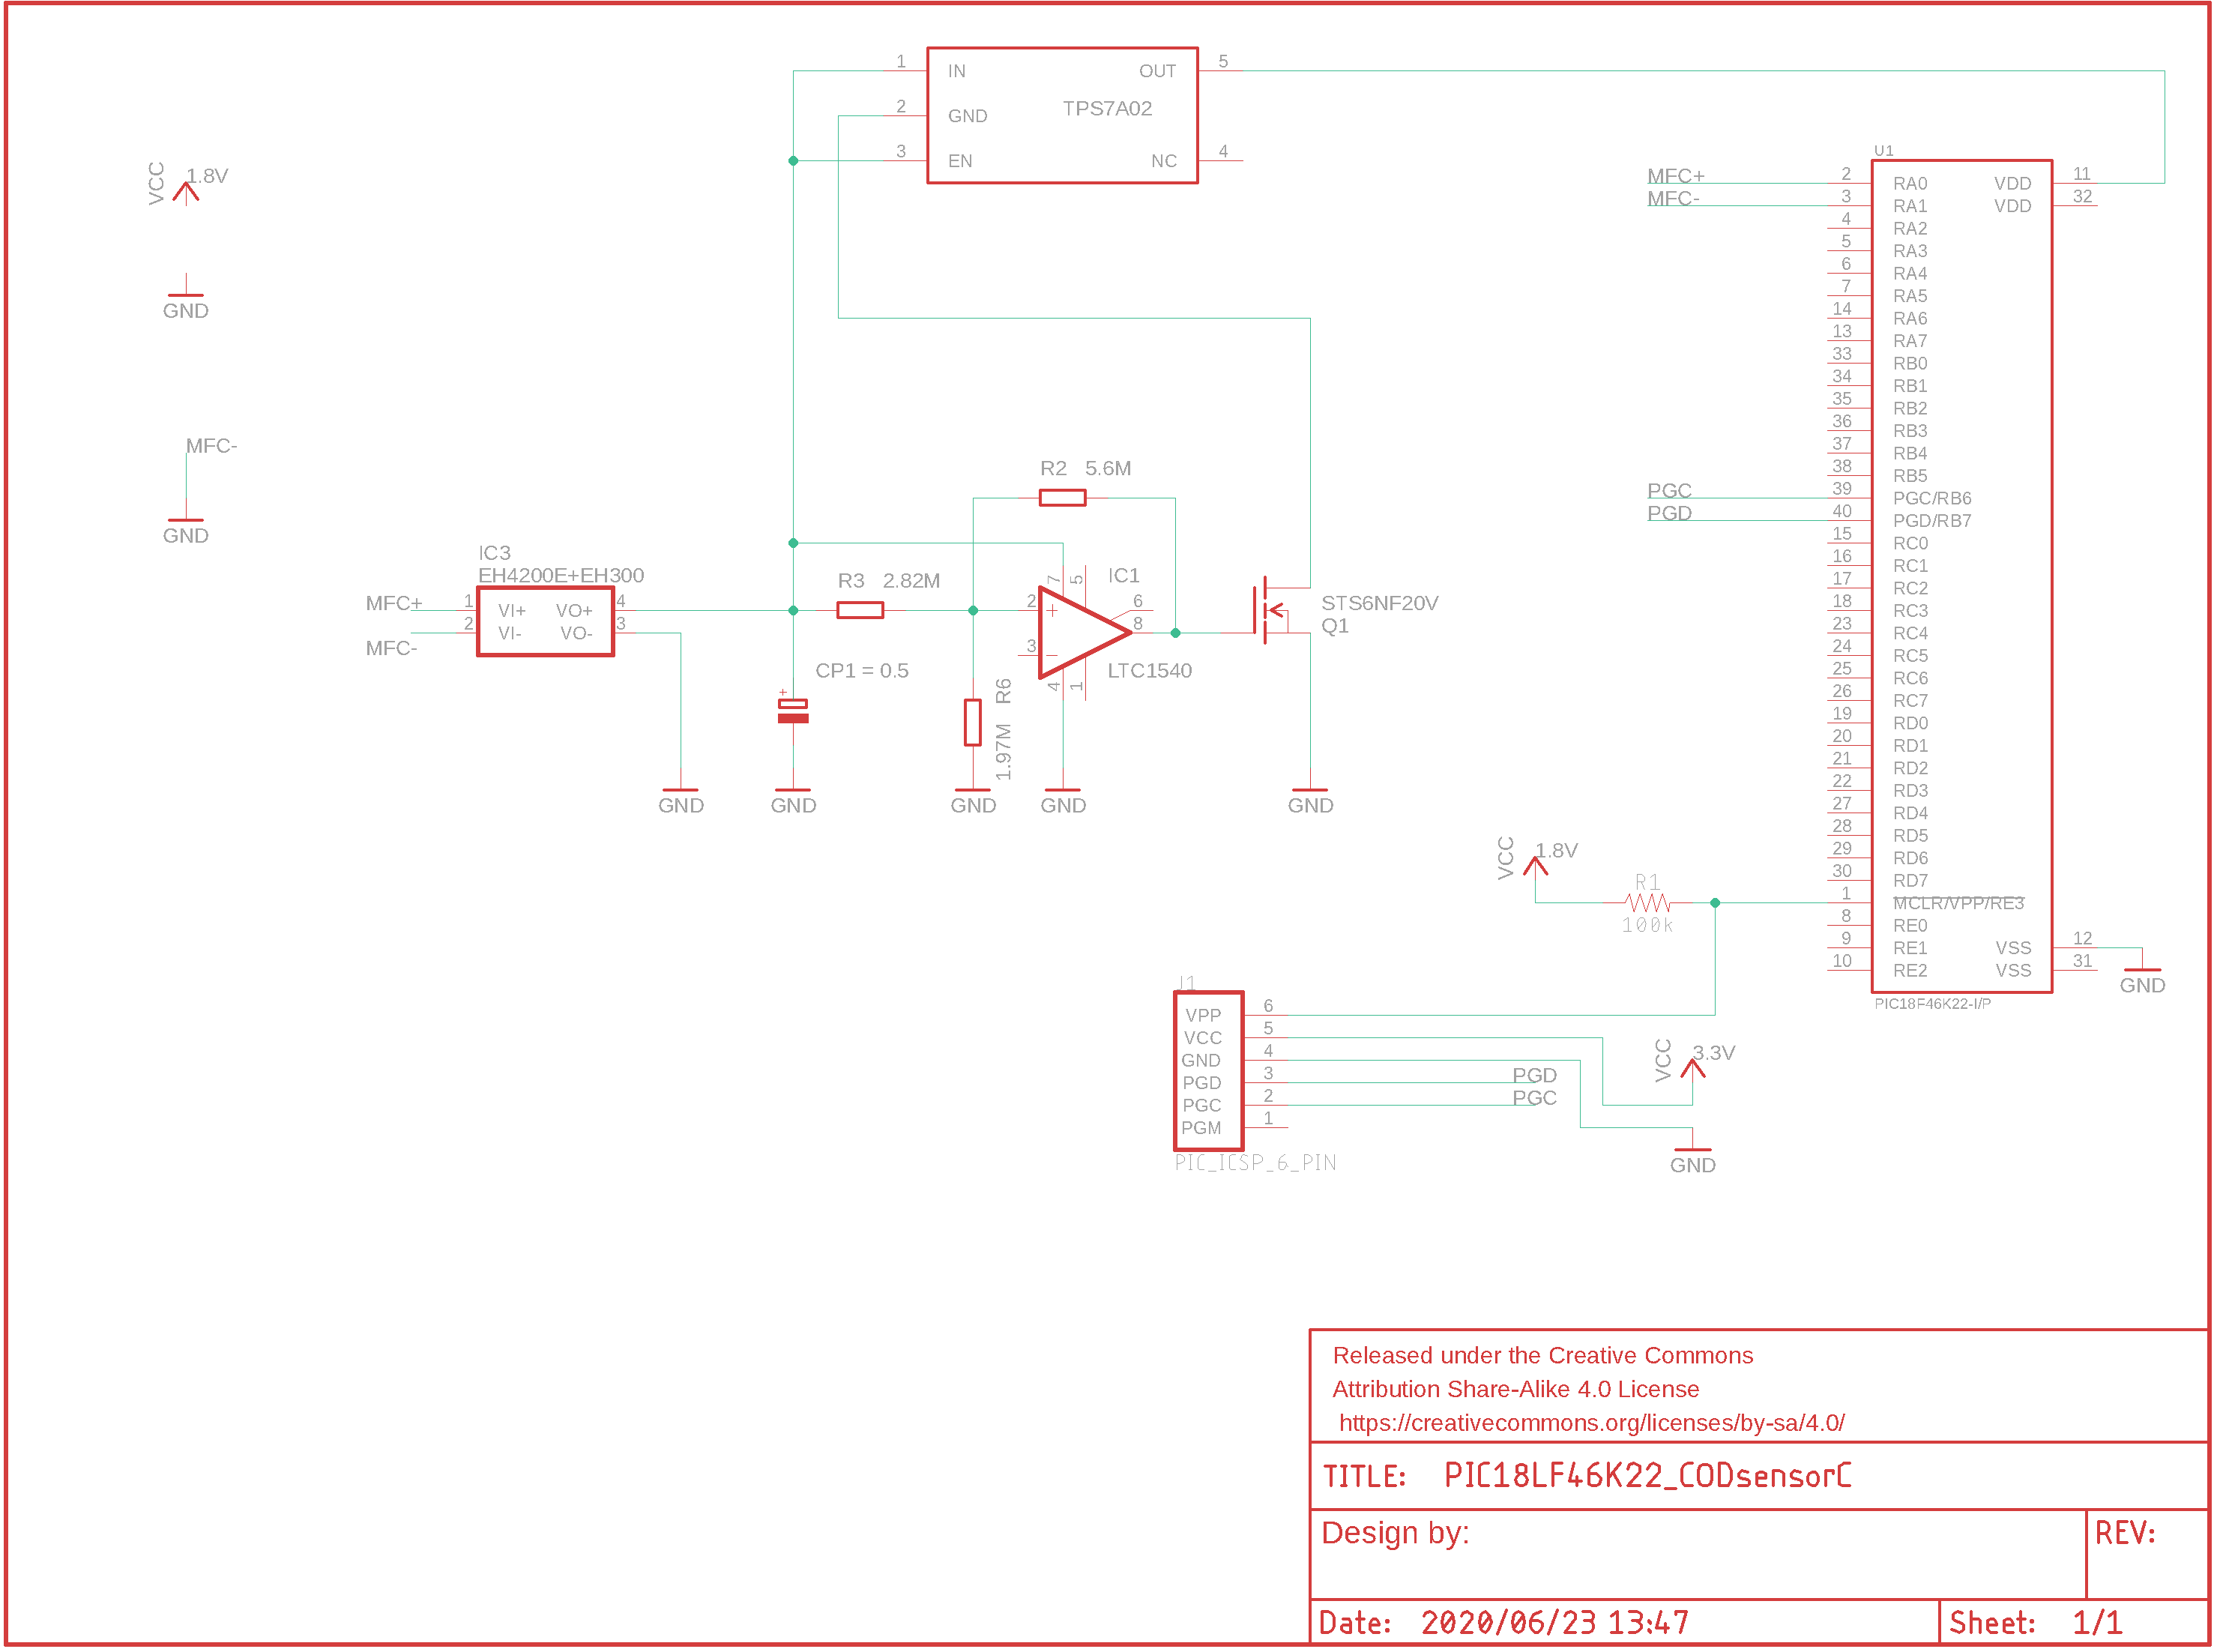 1 IN OUT 5
2 GND TPS7A02
3 EN NC 4
VCC 1.8V
GND
MFC-
GND
R2 5.6M
IC3
EH4200E+EH300
MFC+ 1 VI+ VO+ 4
MFC- 2 VI- VO- 3
R3 2.82M
IC1
7 5
2 + 6
8
3 -
4 1
LTC1540
STS6NF20V
Q1
CP1 = 0.5
+
1.97M R6
GND GND GND GND GND
U1
MFC+ 2 RA0 VDD 11
MFC- 3 RA1 VDD 32
4 RA2
5 RA3
6 RA4
7 RA5
14 RA6
13 RA7
33 RB0
34 RB1
35 RB2
36 RB3
37 RB4
38 RB5
PGC 39 PGC/RB6
PGD 40 PGD/RB7
15 RC0
16 RC1
17 RC2
18 RC3
23 RC4
24 RC5
25 RC6
26 RC7
19 RD0
20 RD1
21 RD2
22 RD3
27 RD4
28 RD5
29 RD6
30 RD7
1 MCLR/VPP/RE3
8 RE0
9 RE1 VSS 12
10 RE2 VSS 31
GND
PIC18F46K22-I/P
VCC 1.8V
R1
100k
J1
VPP 6
VCC 5
GND 4
PGD 3 PGD
PGC 2 PGC
PGM 1
PIC_ICSP_6_PIN
VCC 3.3V
GND
Released under the Creative Commons
Attribution Share-Alike 4.0 License
https://creativecommons.org/licenses/by-sa/4.0/
TITLE: PIC18LF46K22_CODsensorC
Design by: REV:
Date: 2020/06/23 13:47 Sheet: 1/1